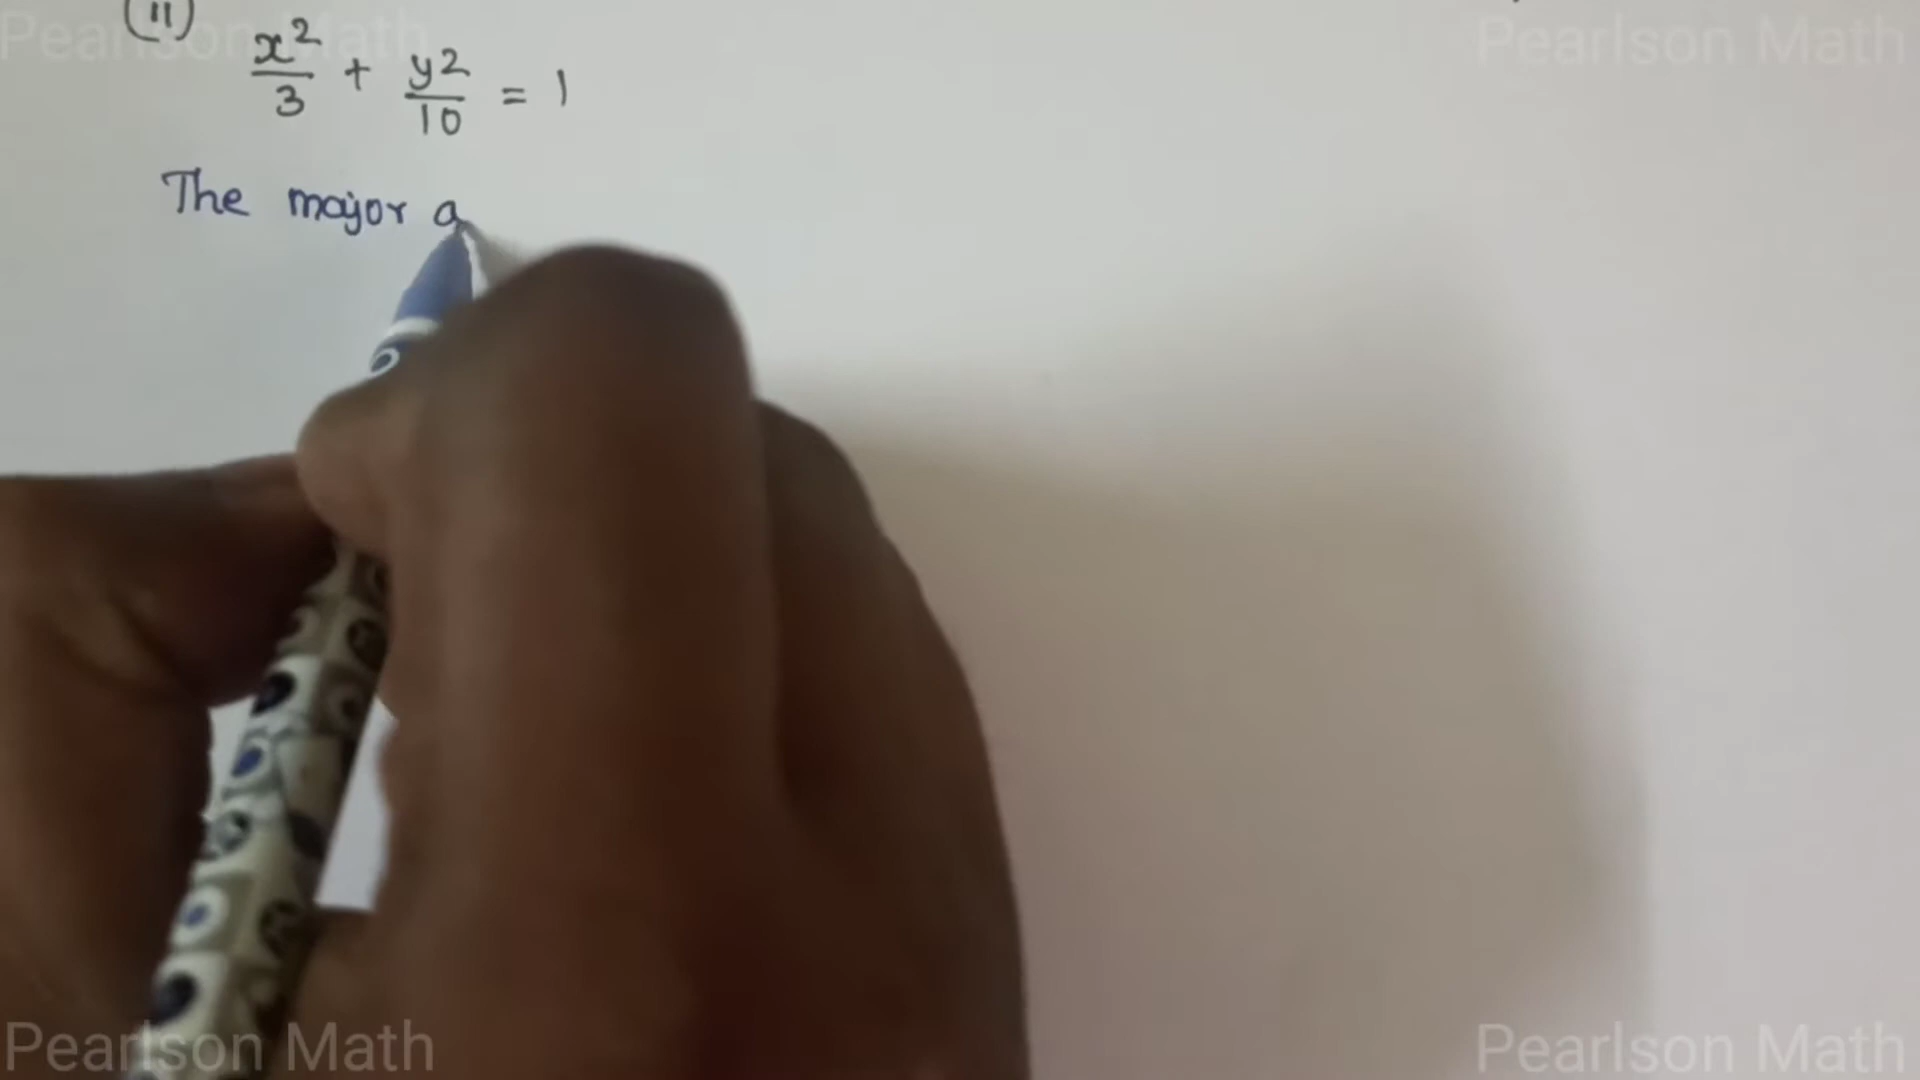 (ii)
x²/3 + y2/10 = 1
The major a
Pearlson Math
Pearlson Math
Pearlson Math
Pearlson Math